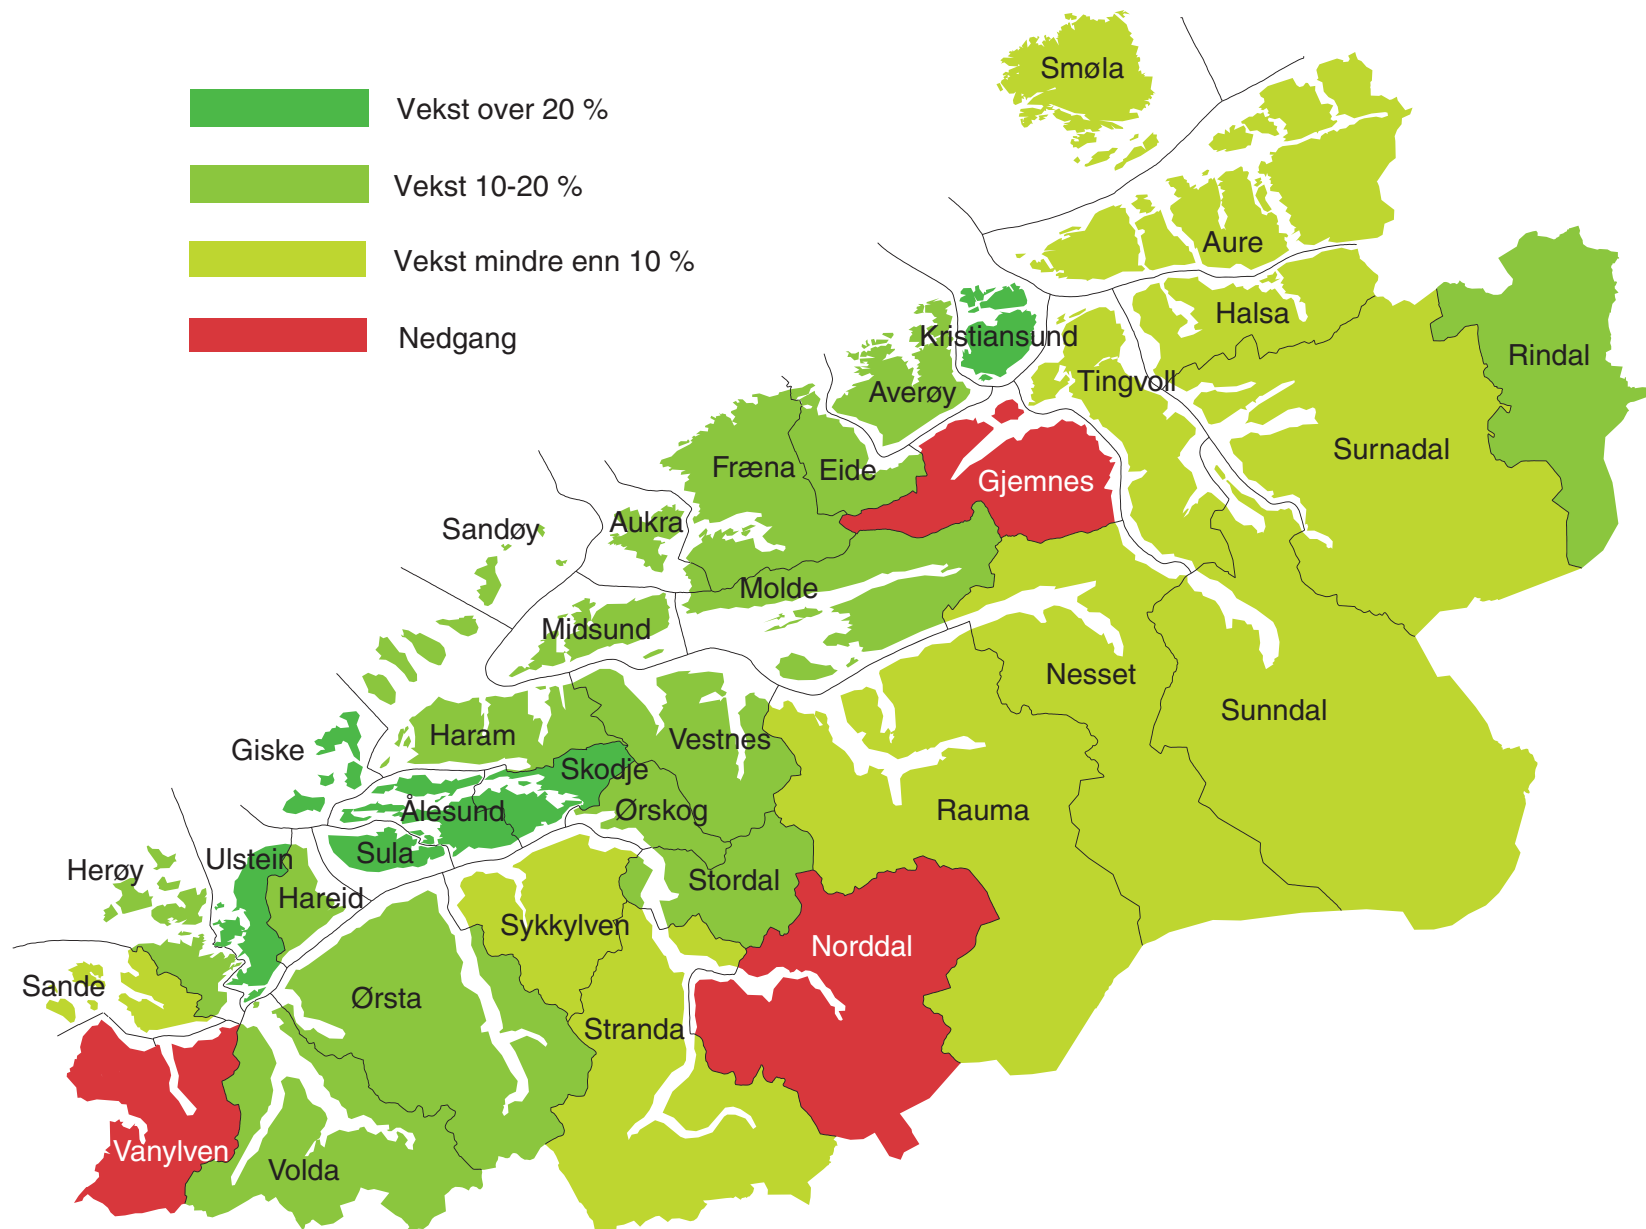 Vekst over 20 %
Vekst 10-20 %
Vekst mindre enn 10 %
Nedgang
Smøla
Aure
Halsa
Kristiansund
Rindal
Tingvoll
Averøy
Surnadal
Fræna
Eide
Gjemnes
Sandøy
Aukra
Molde
Midsund
Nesset
Sunndal
Haram
Vestnes
Giske
Skodje
Ålesund
Ørskog
Rauma
Sula
Ulstein
Herøy
Hareid
Stordal
Sykkylven
Norddal
Sande
Ørsta
Stranda
Vanylven
Volda